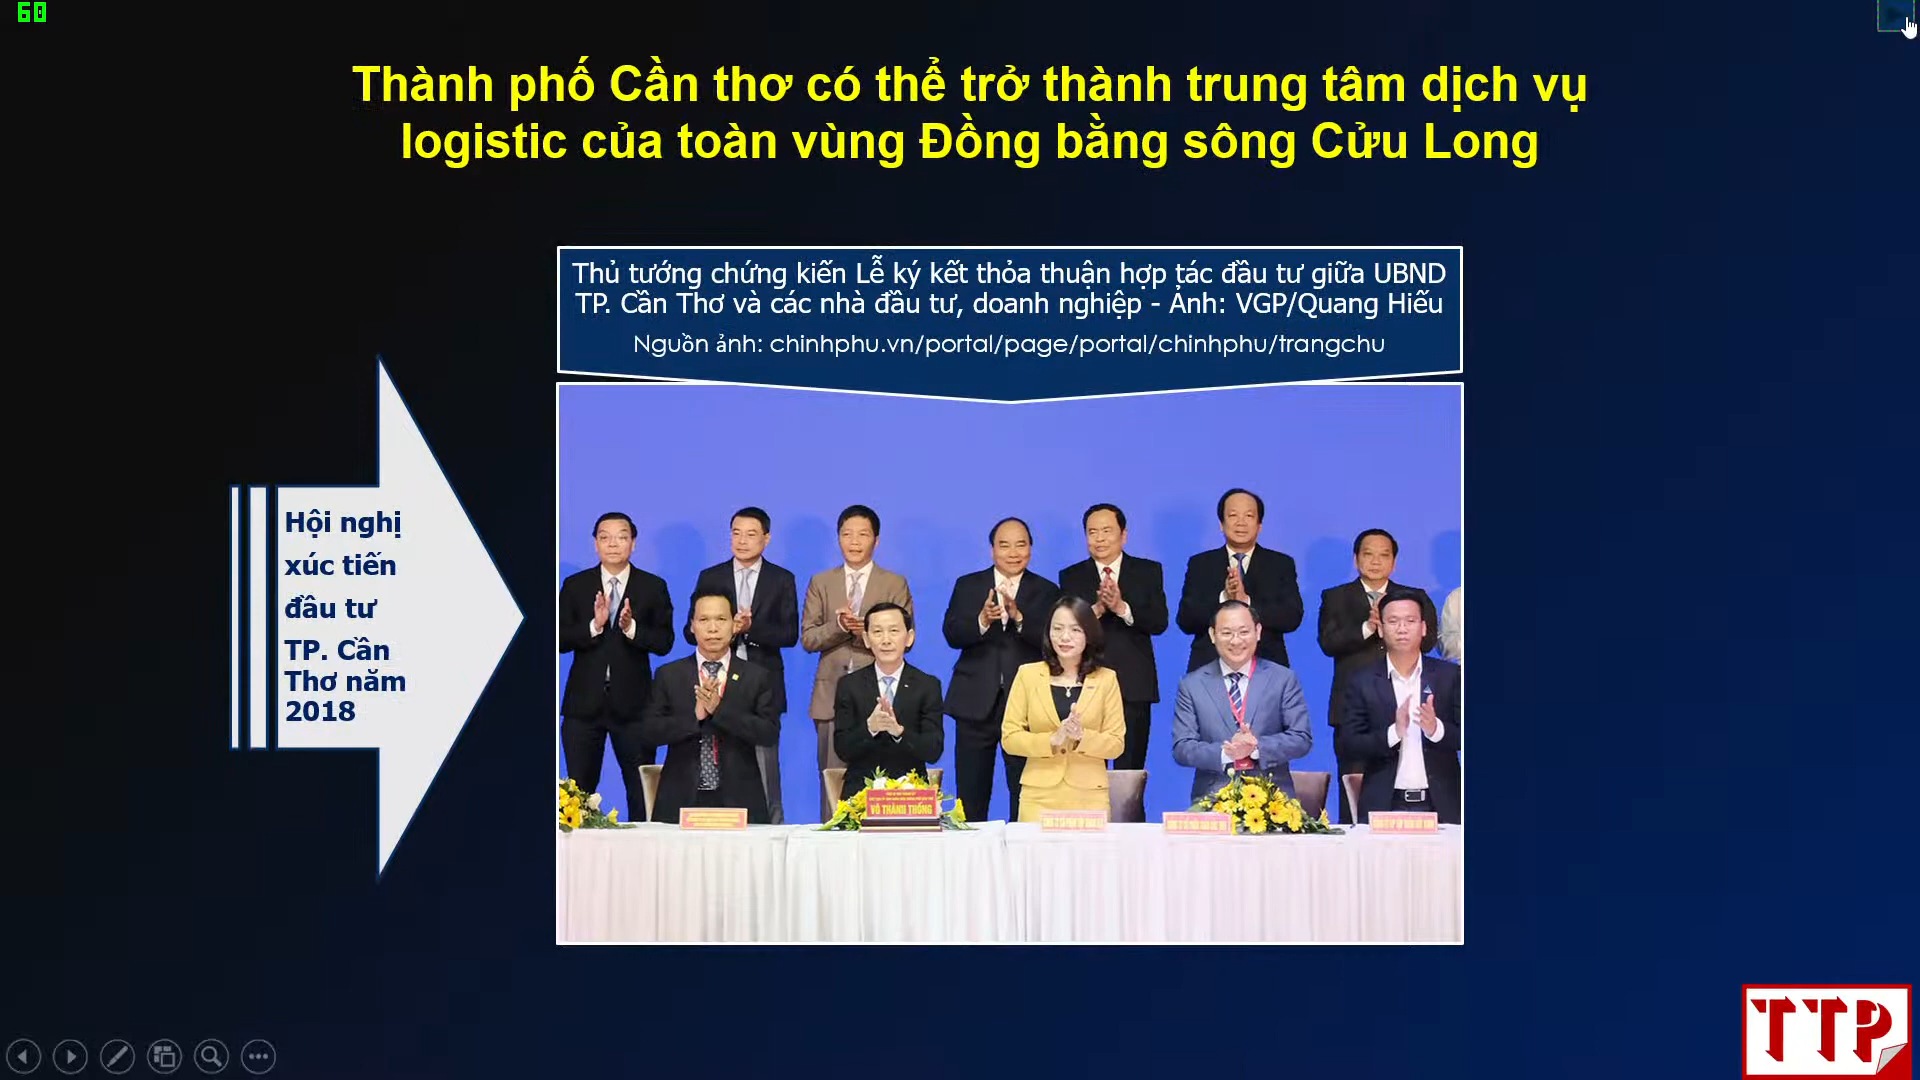 60
Thành phố Cần thơ có thể trở thành trung tâm dịch vụ
logistic của toàn vùng Đồng bằng sông Cửu Long
Thủ tướng chứng kiến Lễ ký kết thỏa thuận hợp tác đầu tư giữa UBND
TP. Cần Thơ và các nhà đầu tư, doanh nghiệp - Ảnh: VGP/Quang Hiếu
Nguồn ảnh: chinhphu.vn/portal/page/portal/chinhphu/trangchu
Hội nghị
xúc tiến
đầu tư
TP. Cần
Thơ năm
2018
VÕ THÀNH THỐNG
TTP